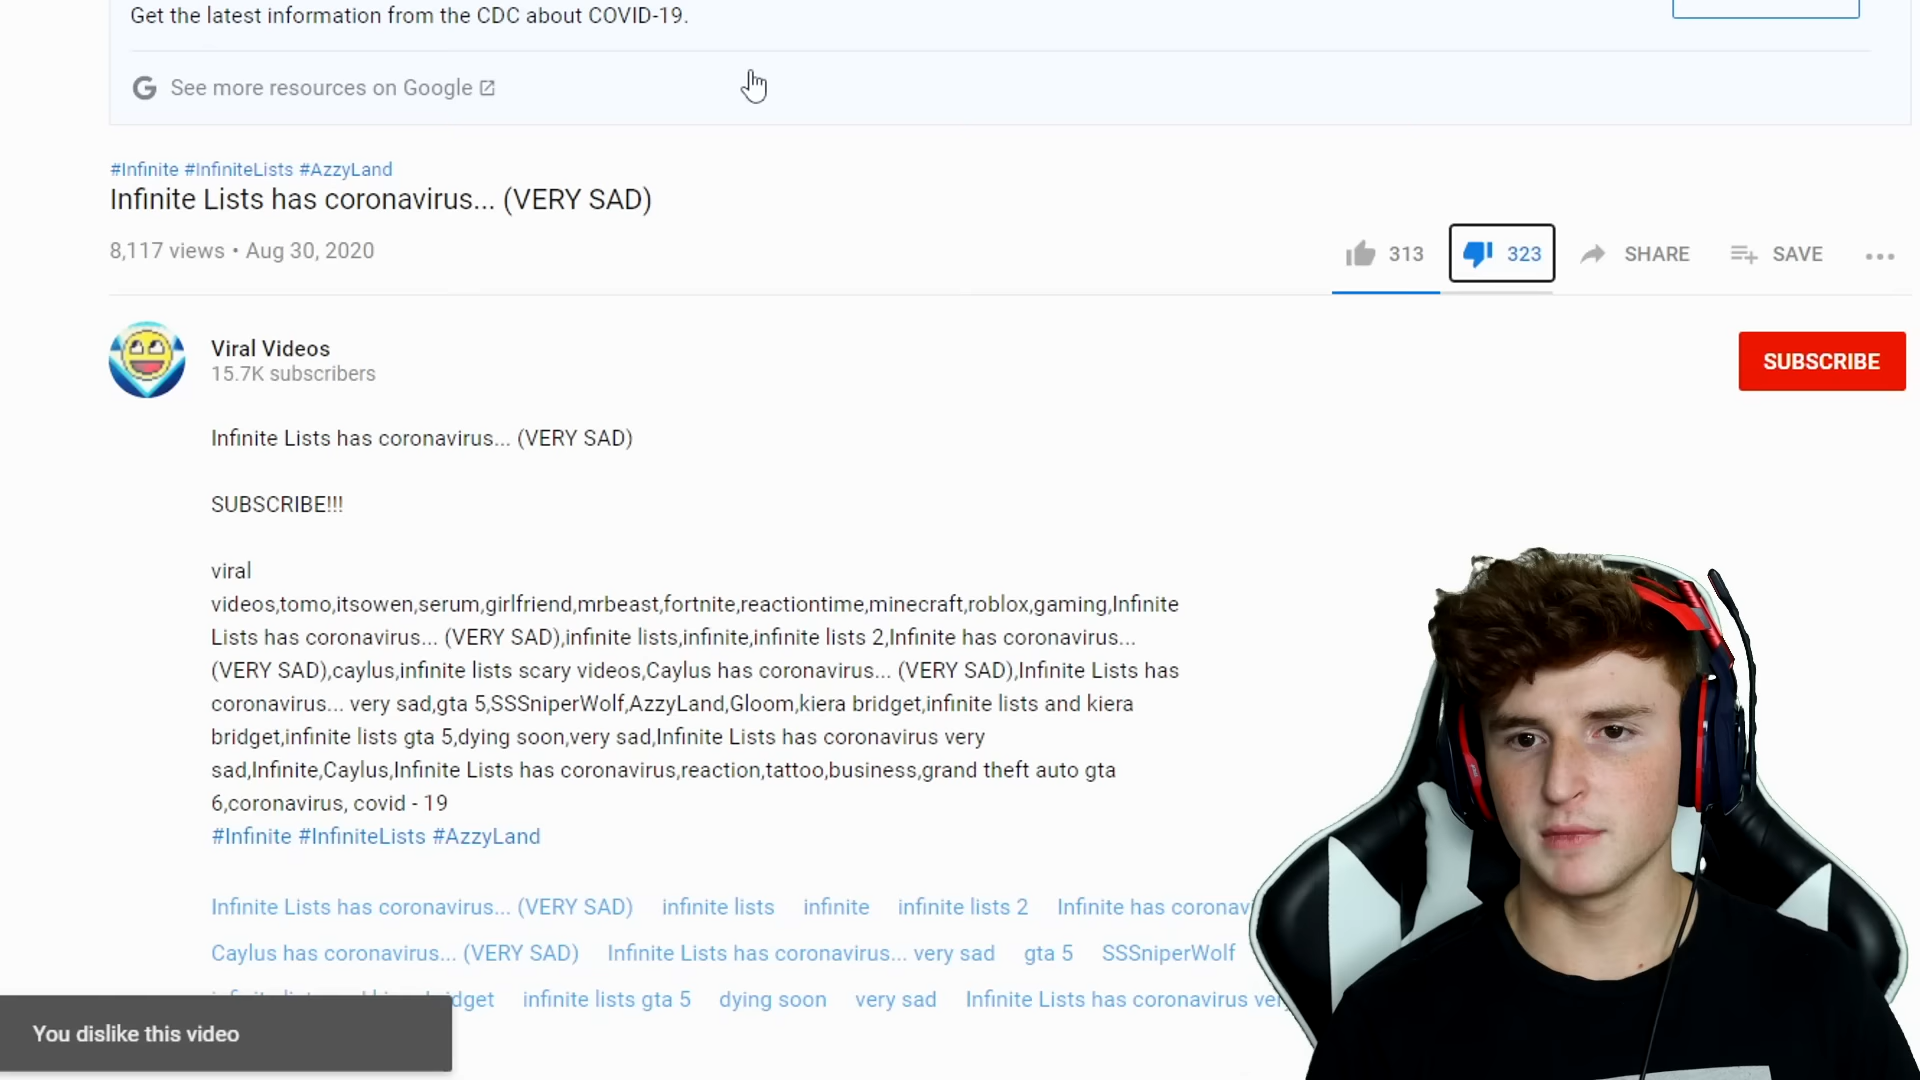 Get the latest information from the CDC about COVID-19.
See more resources on Google
#Infinite #InfiniteLists #AzzyLand
Infinite Lists has coronavirus... (VERY SAD)
8,117 views • Aug 30, 2020
313 323 SHARE SAVE
Viral Videos
15.7K subscribers
SUBSCRIBE
Infinite Lists has coronavirus... (VERY SAD)
SUBSCRIBE!!!
viral
videos,tomo,itsowen,serum,girlfriend,mrbeast,fortnite,reactiontime,minecraft,roblox,gaming,Infinite
Lists has coronavirus... (VERY SAD),infinite lists,infinite,infinite lists 2,Infinite has coronavirus...
(VERY SAD),caylus,infinite lists scary videos,Caylus has coronavirus... (VERY SAD),Infinite Lists has
coronavirus... very sad,gta 5,SSSniperWolf,AzzyLand,Gloom,kiera bridget,infinite lists and kiera
bridget,infinite lists gta 5,dying soon,very sad,Infinite Lists has coronavirus very
sad,Infinite,Caylus,Infinite Lists has coronavirus,reaction,tattoo,business,grand theft auto gta
6,coronavirus, covid - 19
#Infinite #InfiniteLists #AzzyLand
Infinite Lists has coronavirus... (VERY SAD) infinite lists infinite infinite lists 2 Infinite has
Caylus has coronavirus... (VERY SAD) Infinite Lists has coronavirus... very sad gta 5 SSSniperWolf
infinite lists gta 5 dying soon very sad Infinite Lists has coronavirus
You dislike this video